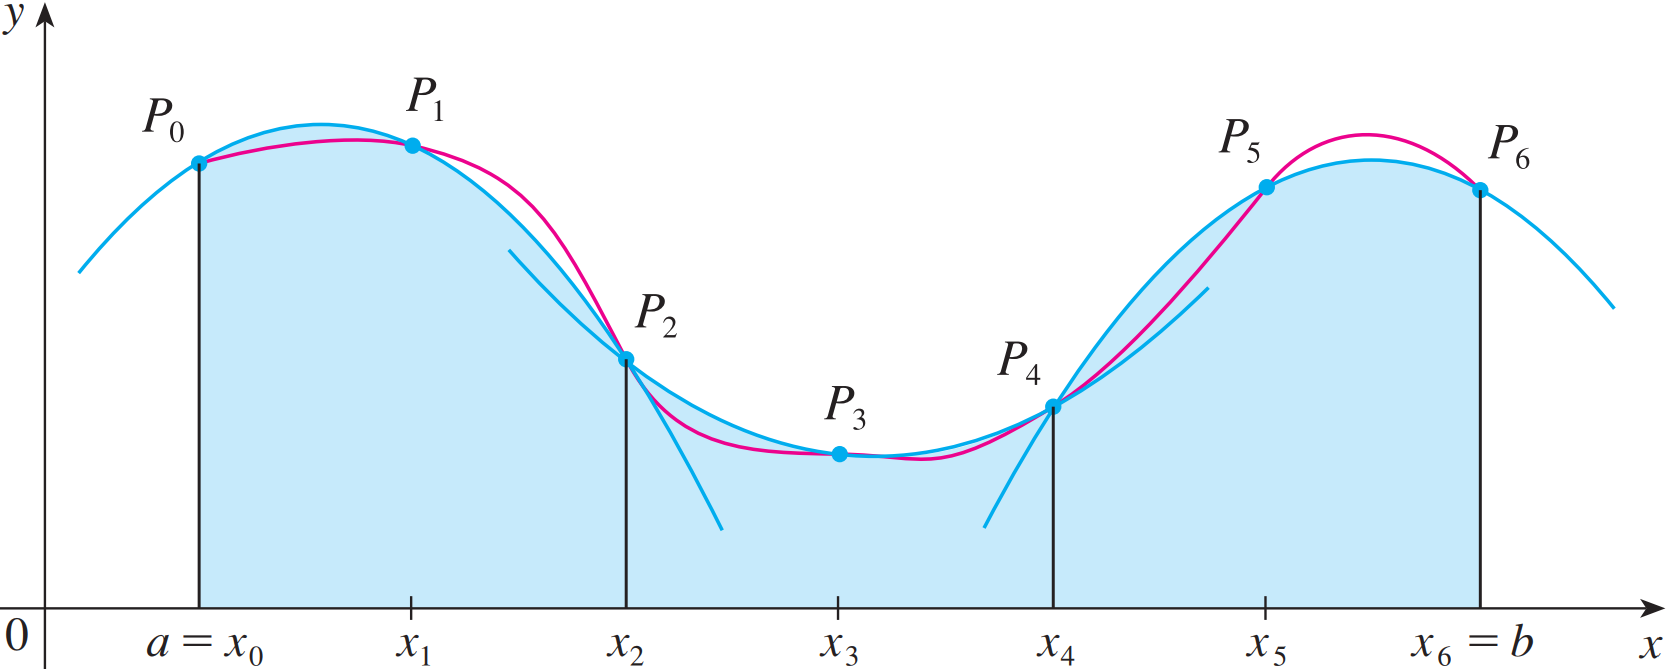 y
P₀
P₁
P₂
P₃
P₄
P₅
P₆
0
a = x₀
x₁
x₂
x₃
x₄
x₅
x₆ = b
x